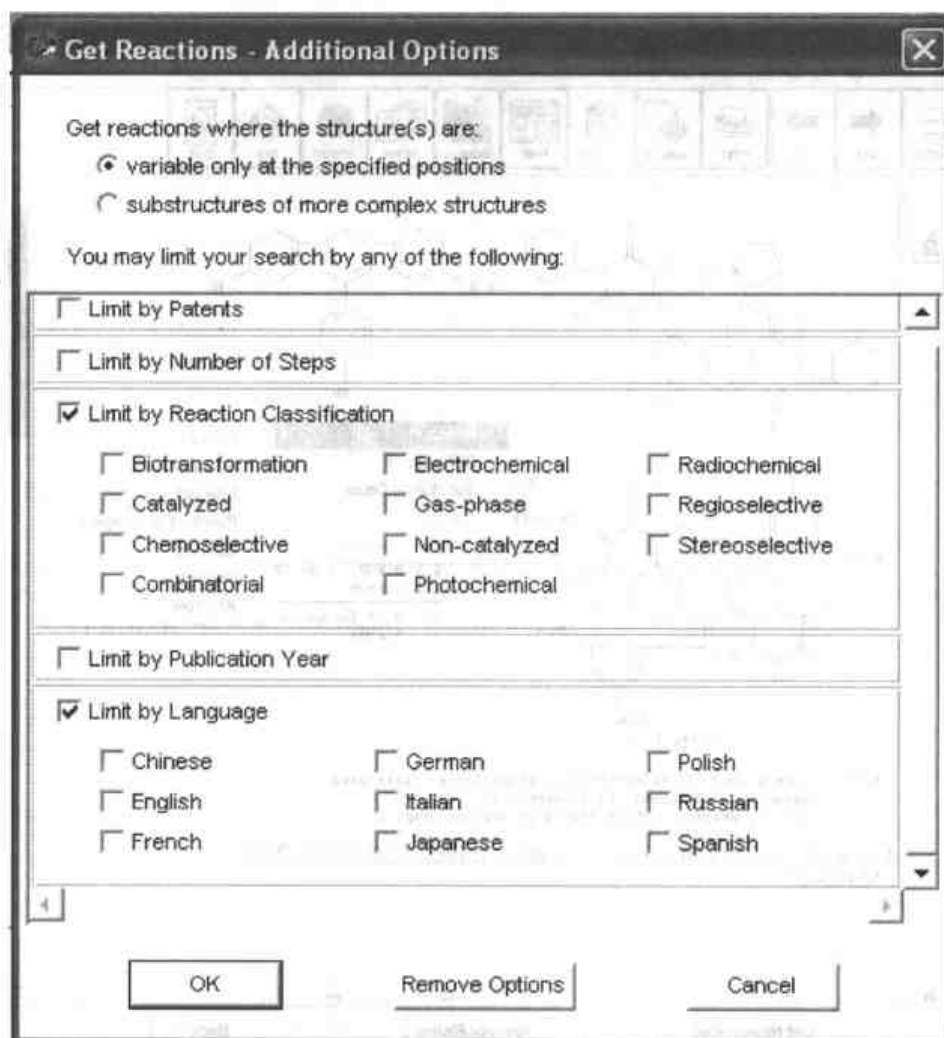 Get Reactions - Additional Options
Get reactions where the structure(s) are:
variable only at the specified positions
substructures of more complex structures
You may limit your search by any of the following:
Limit by Patents
Limit by Number of Steps
Limit by Reaction Classification
Biotransformation Electrochemical Radiochemical
Catalyzed Gas-phase Regioselective
Chemoselective Non-catalyzed Stereoselective
Combinatorial Photochemical
Limit by Publication Year
Limit by Language
Chinese German Polish
English Italian Russian
French Japanese Spanish
OK Remove Options Cancel